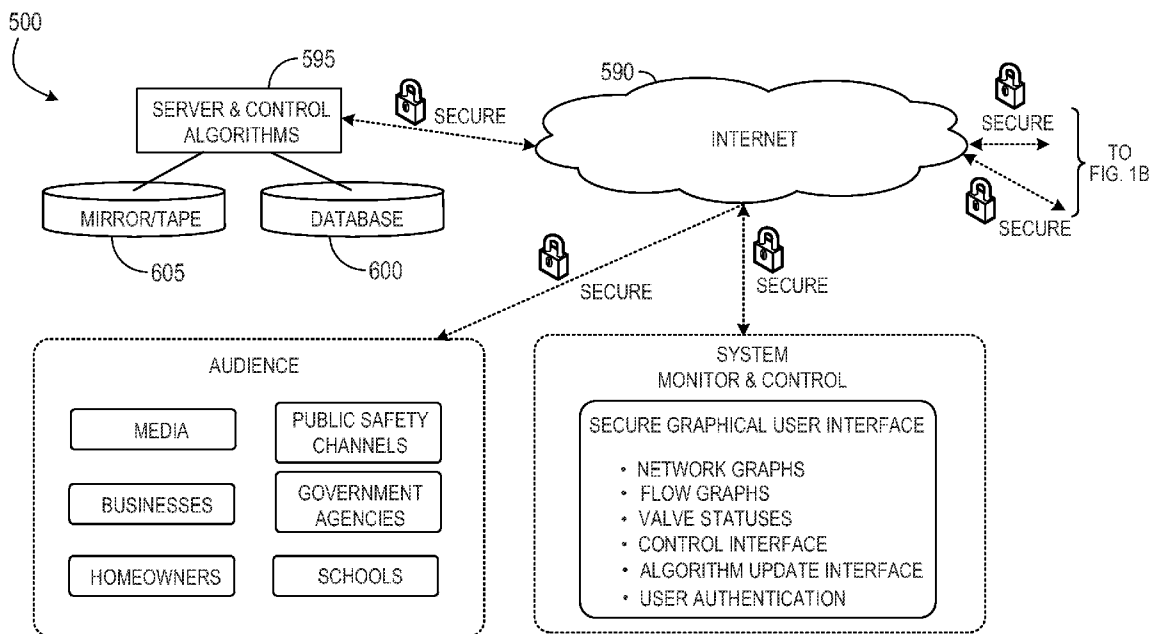 500
595
SERVER & CONTROL
ALGORITHMS
MIRROR/TAPE
DATABASE
605
600
SECURE
590
INTERNET
SECURE
SECURE
TO
FIG. 1B
SECURE
SECURE
AUDIENCE
MEDIA
PUBLIC SAFETY
CHANNELS
BUSINESSES
GOVERNMENT
AGENCIES
HOMEOWNERS
SCHOOLS
SYSTEM
MONITOR & CONTROL
SECURE GRAPHICAL USER INTERFACE
• NETWORK GRAPHS
• FLOW GRAPHS
• VALVE STATUSES
• CONTROL INTERFACE
• ALGORITHM UPDATE INTERFACE
• USER AUTHENTICATION